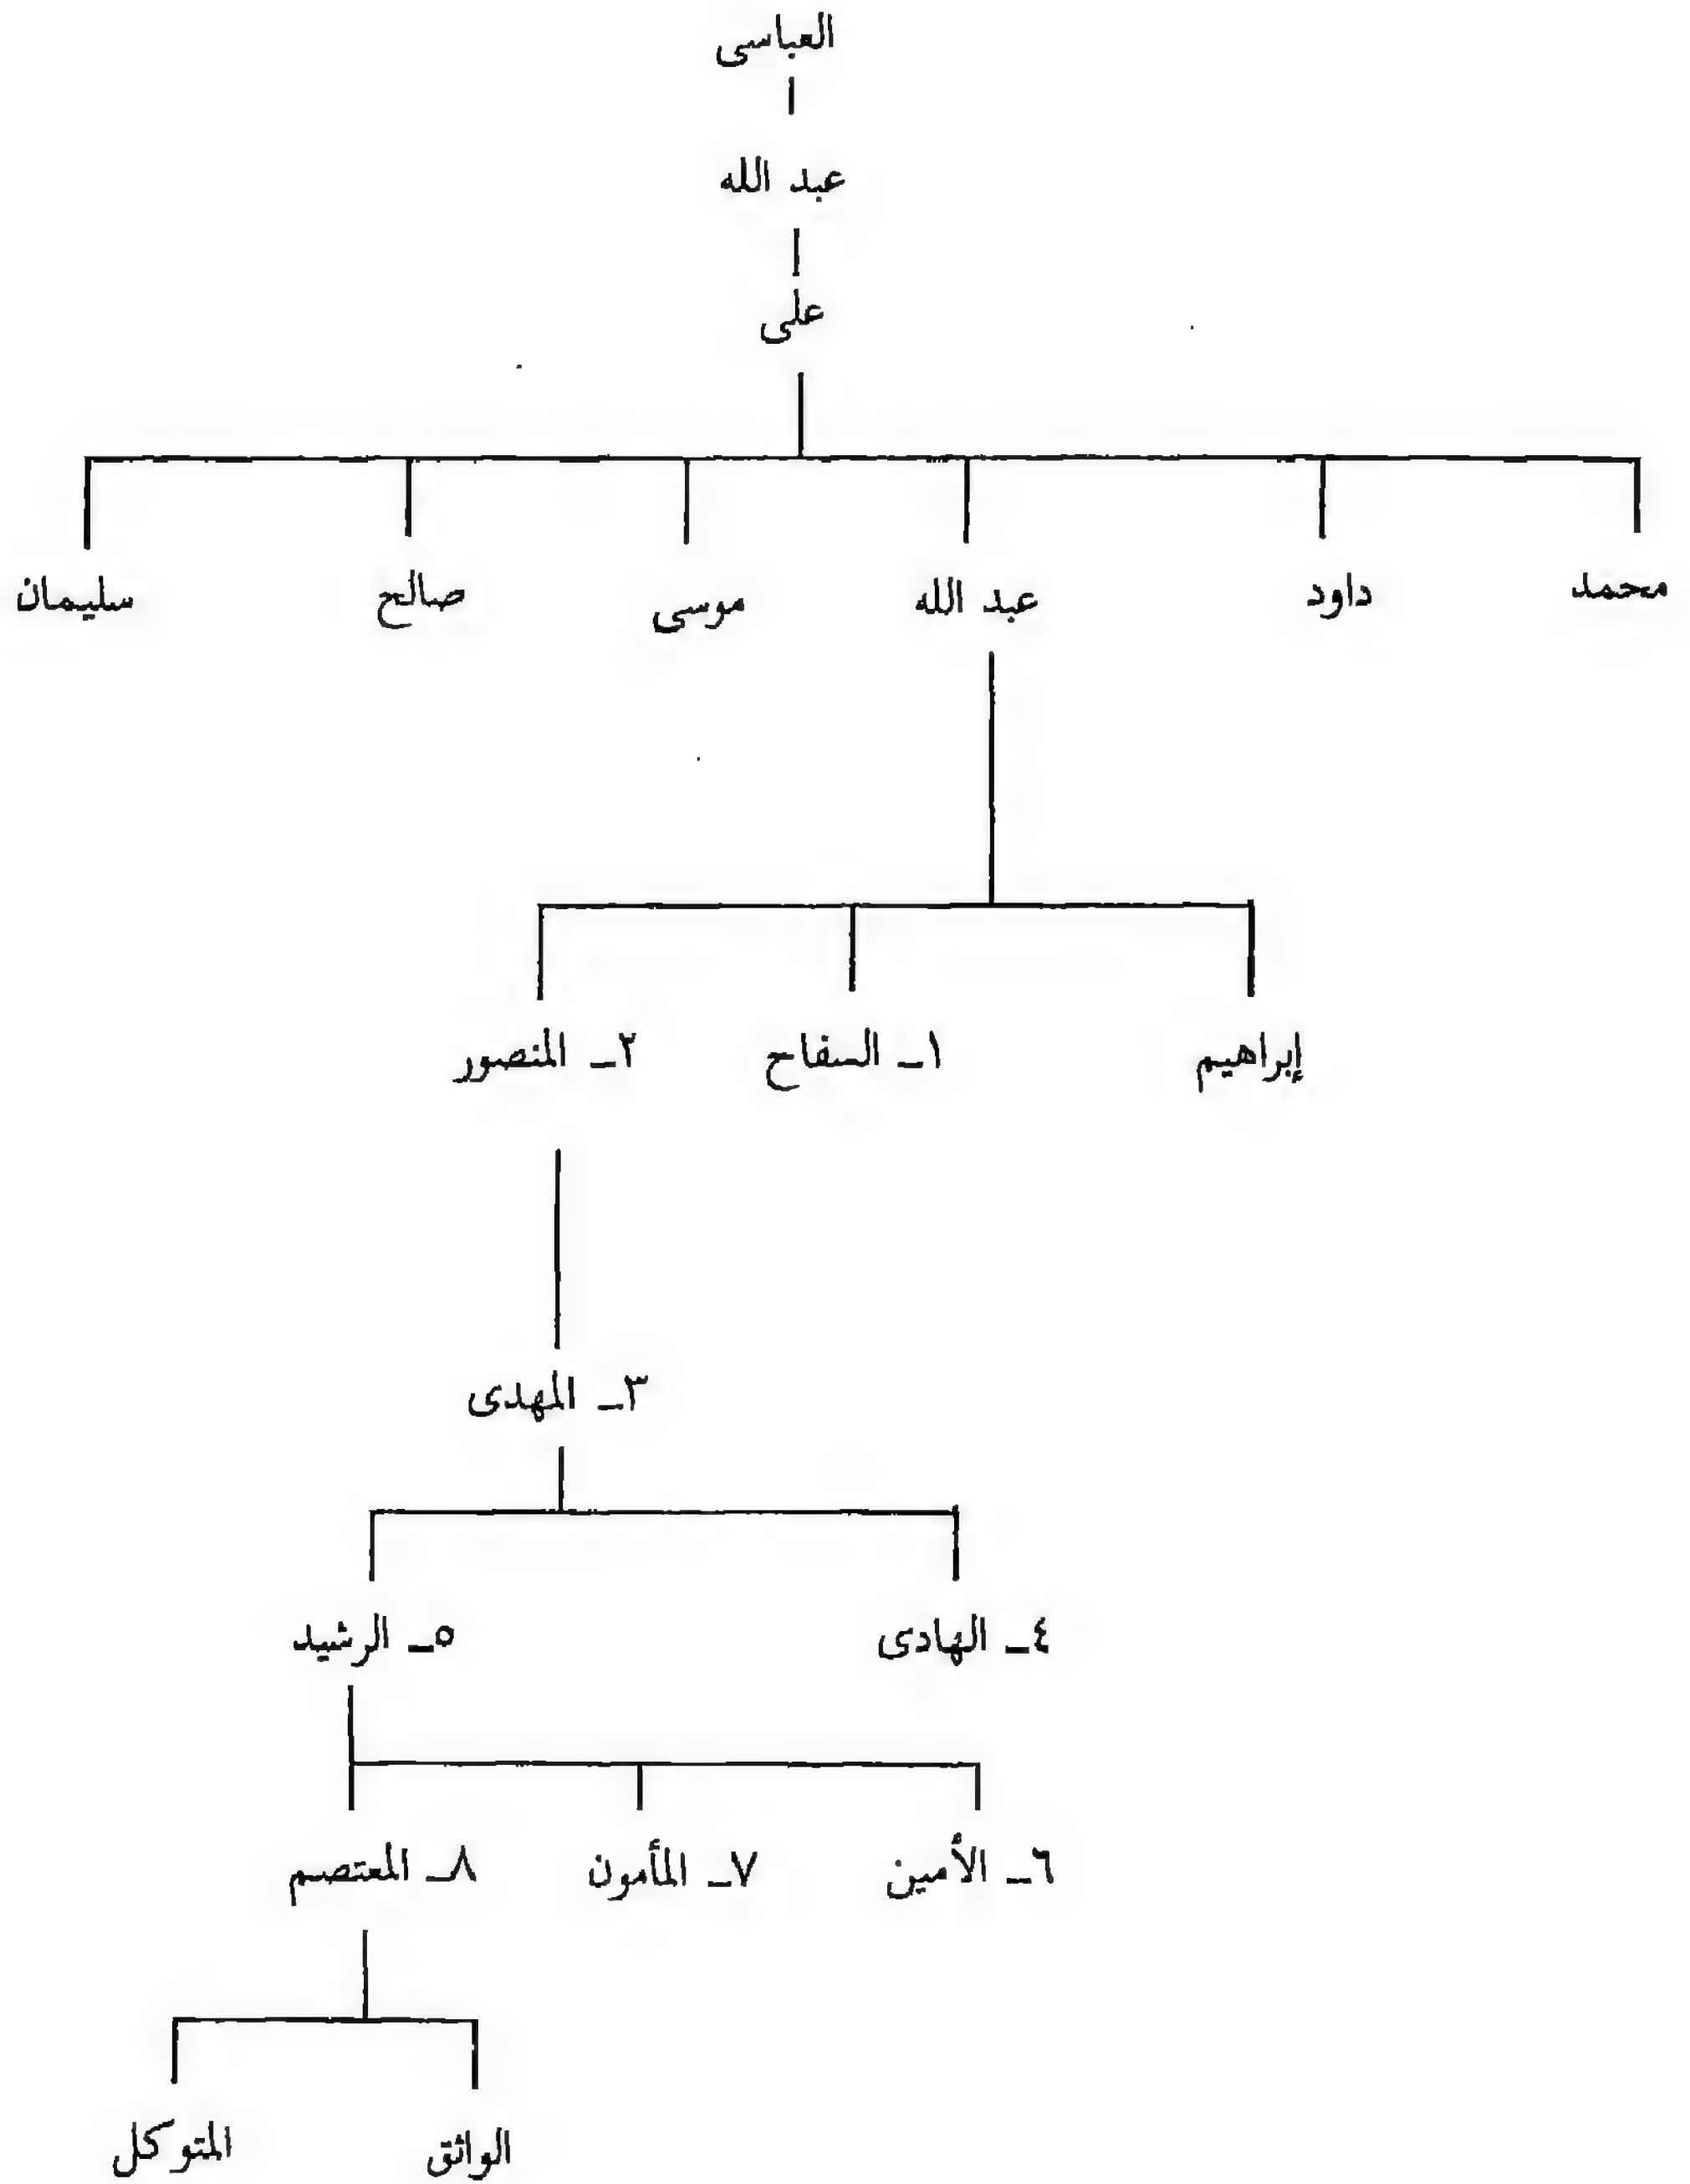 العباسى
عبد الله
على
محمد داود عبد الله موسى صالح سليمان
إبراهيم ١ـ السفاح ٢ـ المنصور
٣ـ المهدى
٤ـ الهادى ٥ـ الرشيد
٦ـ الأمين ٧ـ المأمون ٨ـ المعتصم
الواثق المتوكل